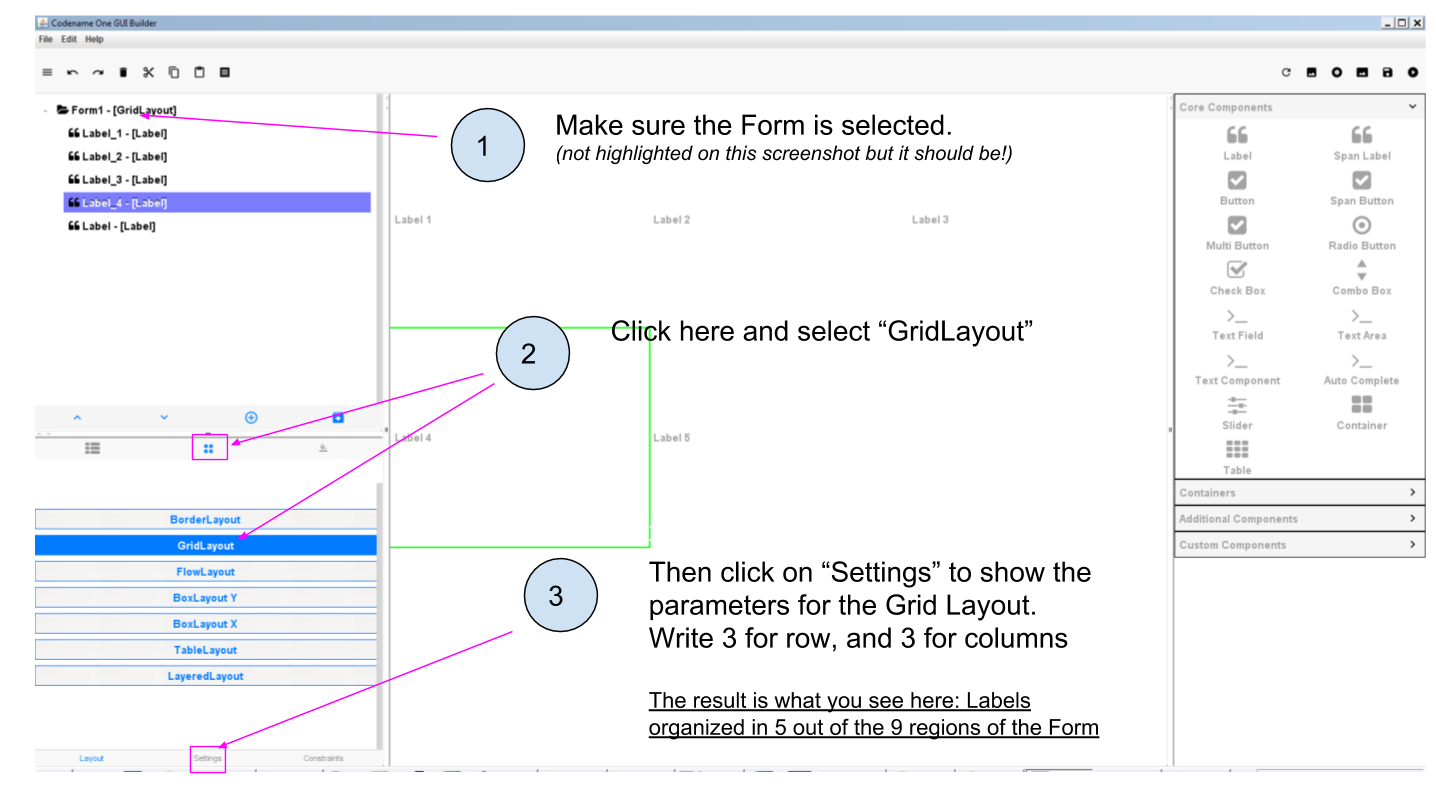 Codename One GUI Builder
File Edit Help
Form1 - [GridLayout]
Label_1 - [Label]
Label_2 - [Label]
Label_3 - [Label]
Label_4 - [Label]
Label - [Label]
1
Make sure the Form is selected.
(not highlighted on this screenshot but it should be!)
Label 1 Label 2 Label 3
2
Click here and select “GridLayout”
Label 4 Label 5
BorderLayout
GridLayout
FlowLayout
BoxLayout Y
BoxLayout X
TableLayout
LayeredLayout
Layout Settings Constraints
3
Then click on “Settings” to show the
parameters for the Grid Layout.
Write 3 for row, and 3 for columns
The result is what you see here: Labels
organized in 5 out of the 9 regions of the Form
Core Components
Label Span Label
Button Span Button
Multi Button Radio Button
Check Box Combo Box
Text Field Text Area
Text Component Auto Complete
Slider Container
Table
Containers
Additional Components
Custom Components